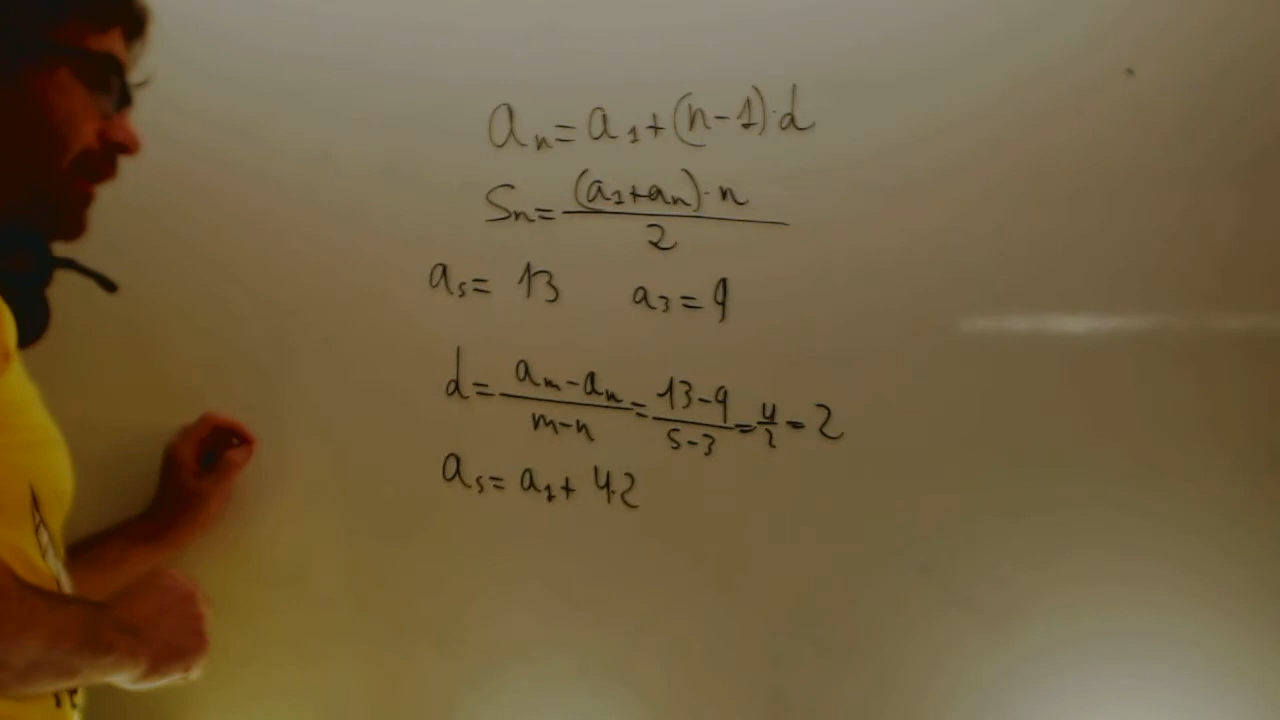 aₙ=a₁+(n-1)·d
Sₙ=(a₁+aₙ)·n/2
a₅= 13 a₃=9
d=(aₘ-aₙ)/(m-n)=(13-9)/(5-3)=4/2=2
a₅=a₁+4·2